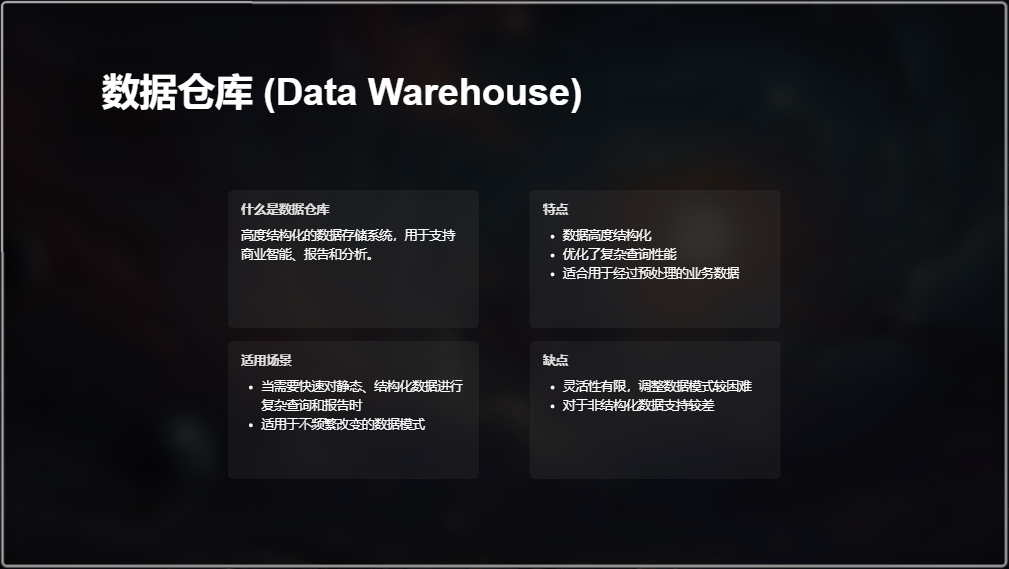 数据仓库 (Data Warehouse)
什么是数据仓库
高度结构化的数据存储系统，用于支持
商业智能、报告和分析。
特点
• 数据高度结构化
• 优化了复杂查询性能
• 适合用于经过预处理的业务数据
适用场景
• 当需要快速对静态、结构化数据进行
复杂查询和报告时
• 适用于不频繁改变的数据模式
缺点
• 灵活性有限，调整数据模式较困难
• 对于非结构化数据支持较差